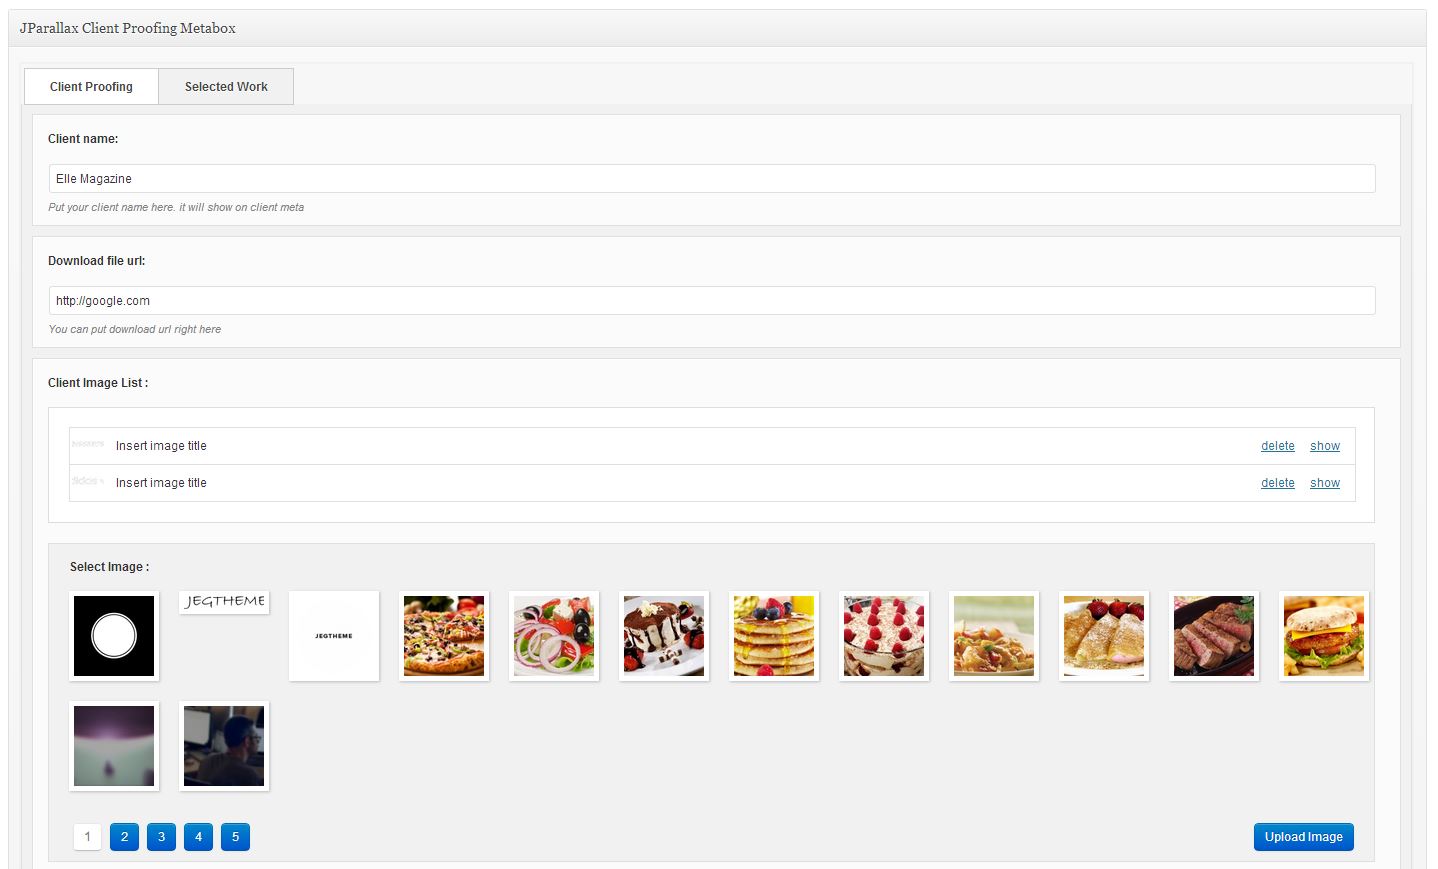 JParallax Client Proofing Metabox
Client Proofing Selected Work
Client name:
Elle Magazine
Put your client name here. it will show on client meta
Download file url:
http://google.com
You can put download url right here
Client Image List :
Insert image title delete show
Insert image title delete show
Select Image :
JEGTHEME
JEGTHEME
1 2 3 4 5 Upload Image